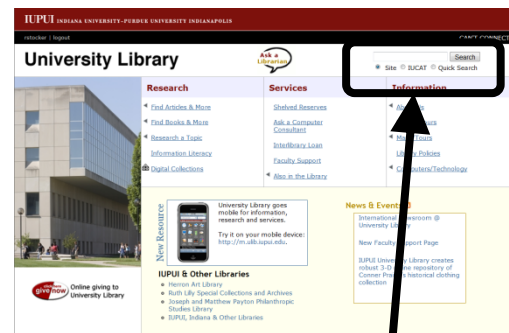 IUPUI INDIANA UNIVERSITY-PURDUE UNIVERSITY INDIANAPOLIS
rstocker | logout
CAN'T CONNECT
University Library
Ask a
Librarian
Search
Site IUCAT Quick Search
Research
Services
Information
Find Articles & More
Find Books & More
Research a Topic
Information Literacy
Digital Collections
Shelved Reserves
Ask a Computer
Consultant
Interlibrary Loan
Faculty Support
Also in the Library
Policies
Computers/Technology
New Resource
University Library goes
mobile for information,
research and services.
Try it on your mobile device:
http://m.ulib.iupui.edu.
IUPUI & Other Libraries
Herron Art Library
Ruth Lilly Special Collections and Archives
Joseph and Matthew Payton Philanthropic
Studies Library
IUPUI, Indiana & Other Libraries
News & Events
International Newsroom @
University Library
New Faculty Support Page
IUPUI University Library creates
robust 3-D repository of
Conner historical clothing
collection
click here
give now
Online giving to
University Library